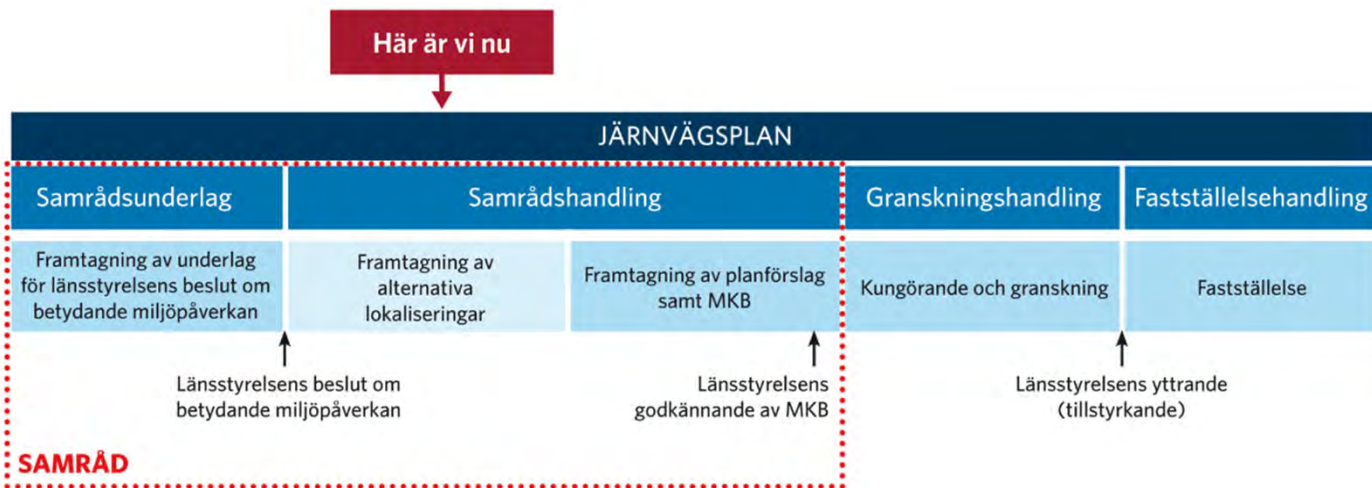 Här är vi nu
JÄRNVÄGSPLAN
Samrådsunderlag
Samrådshandling
Granskningshandling
Fastställelsehandling
Framtagning av underlag
för länsstyrelsens beslut om
betydande miljöpåverkan
Framtagning av
alternativa
lokaliseringar
Framtagning av planförslag
samt MKB
Kungörande och granskning
Fastställelse
Länsstyrelsens beslut om
betydande miljöpåverkan
Länsstyrelsens
godkännande av MKB
Länsstyrelsens yttrande
(tillstyrkande)
SAMRÅD